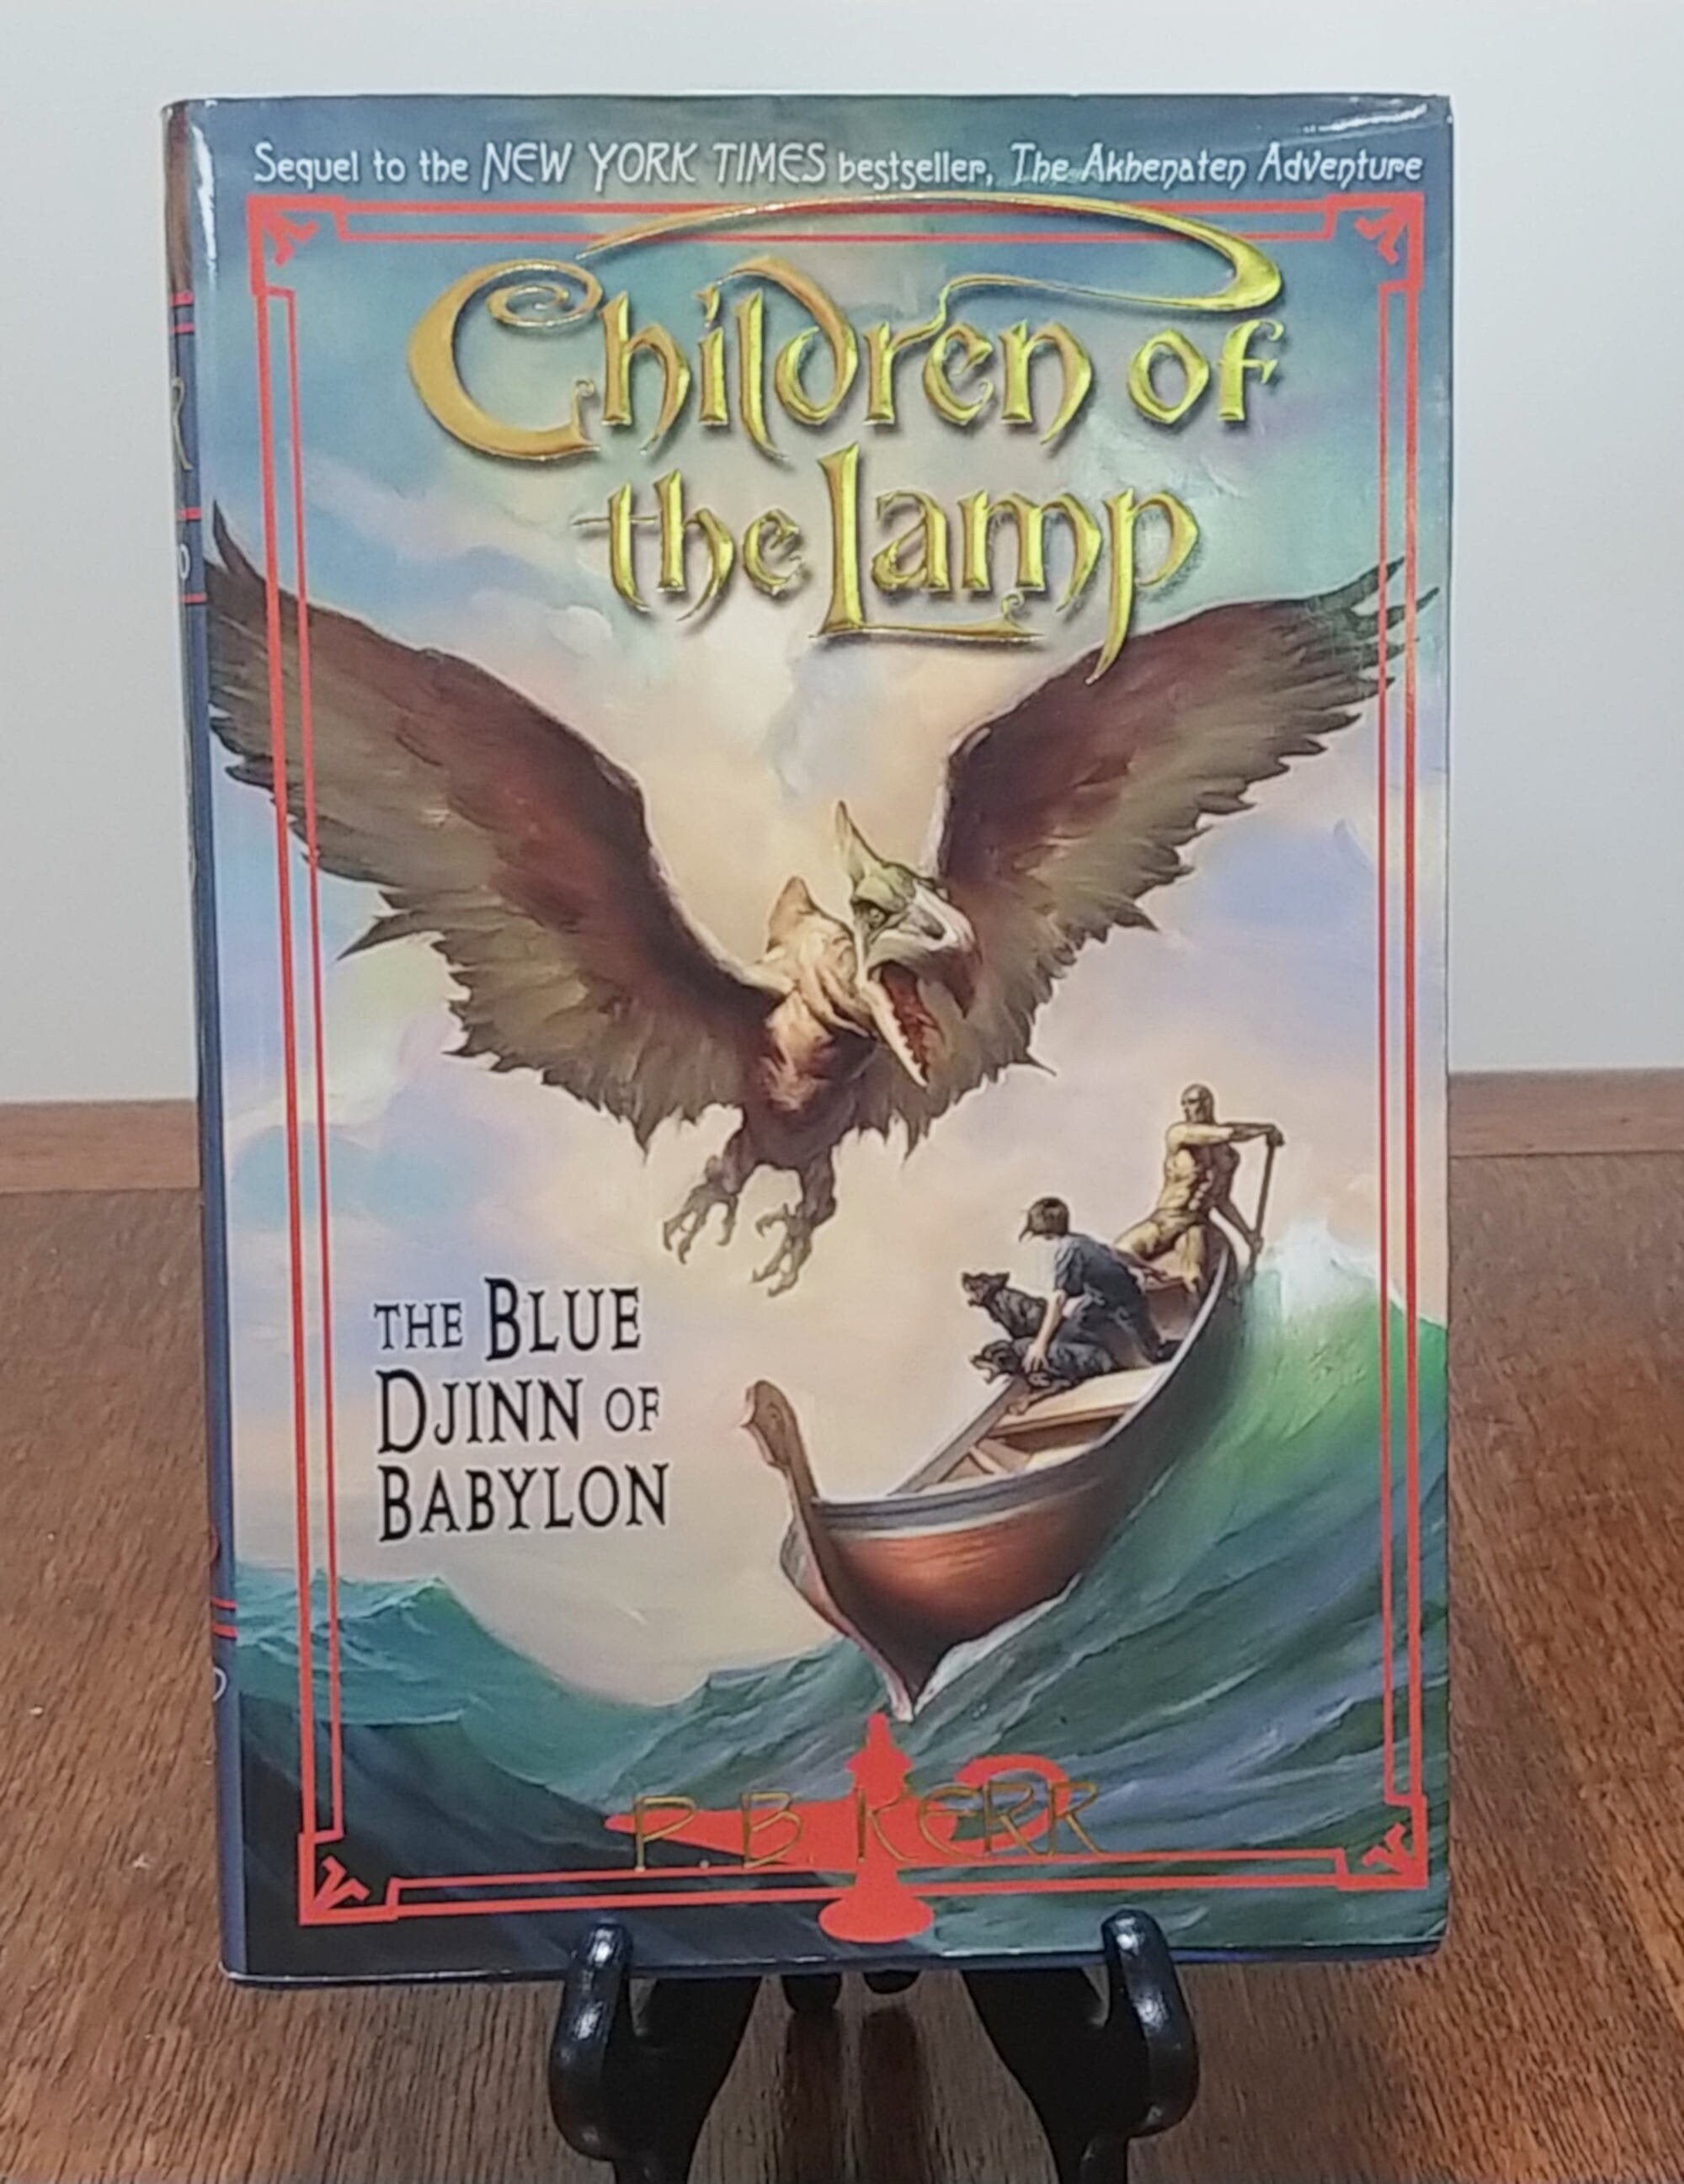 Sequel to the NEW YORK TIMES bestseller, The Akhenaten Adventure
Children of
the Lamp
THE BLUE
DJINN OF
BABYLON
P. B. KERR